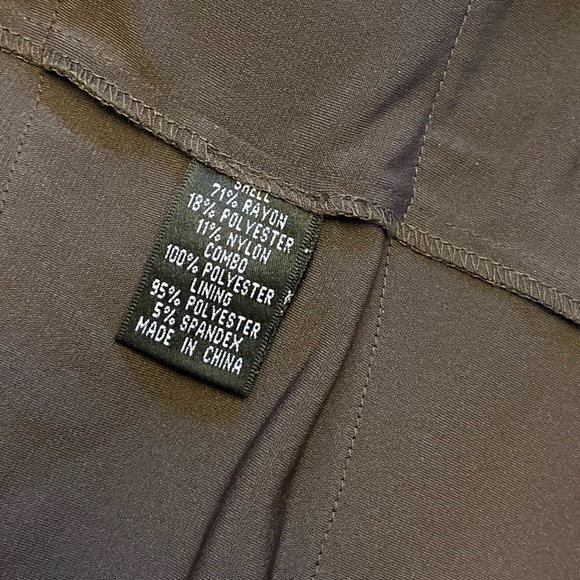 SHELL
71% RAYON
18% POLYESTER
11% NYLON
COMBO
100% POLYESTER
LINING
95% POLYESTER
5% SPANDEX
MADE IN CHINA